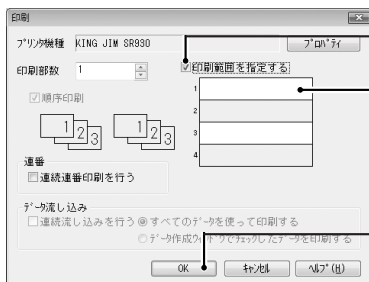 印刷
プリンタ機種 KING JIM SR930 プロパティ
印刷部数 1 印刷範囲を指定する
順序印刷
1 2 3 1 2 3
1
2
3
4
連番
連続連番印刷を行う
データ流し込み
連続流し込みを行う すべてのデータを使って印刷する
データ作成ウィンドウでチェックしたデータを印刷する
OK キャンセル ヘルプ(H)